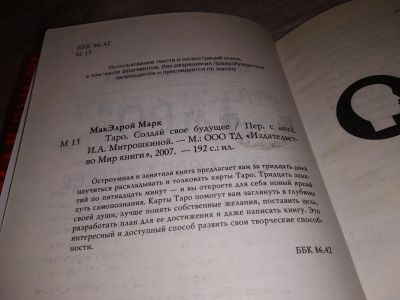 ББК 86.42
М 15
Использование текста и иллюстраций книги,
в том числе фрагментов, без разрешения правообладателя
запрещается и преследуется по закону
МакЭлрой Марк
М 15
Таро. Создай свое будущее / Пер. с англ.
И.А. Митрошкиной. — М.: ООО ТД «Издательст-
во Мир книги», 2007. — 192 с.: ил.
Остроумная и занятная книга предлагает вам за тридцать дней
научиться раскладывать и толковать карты Таро. Тридцать заня-
тий по пятнадцать минут — и вы откроете для себя новый яркий
путь самопознания. Карты Таро помогут вам заглянуть в глубины
своей души, лучше понять собственные желания, поставить цель,
разработать план для ее достижения и даже написать книгу. Это
интересный и доступный способ развить свои творческие способ-
ности.
ББК 86.42